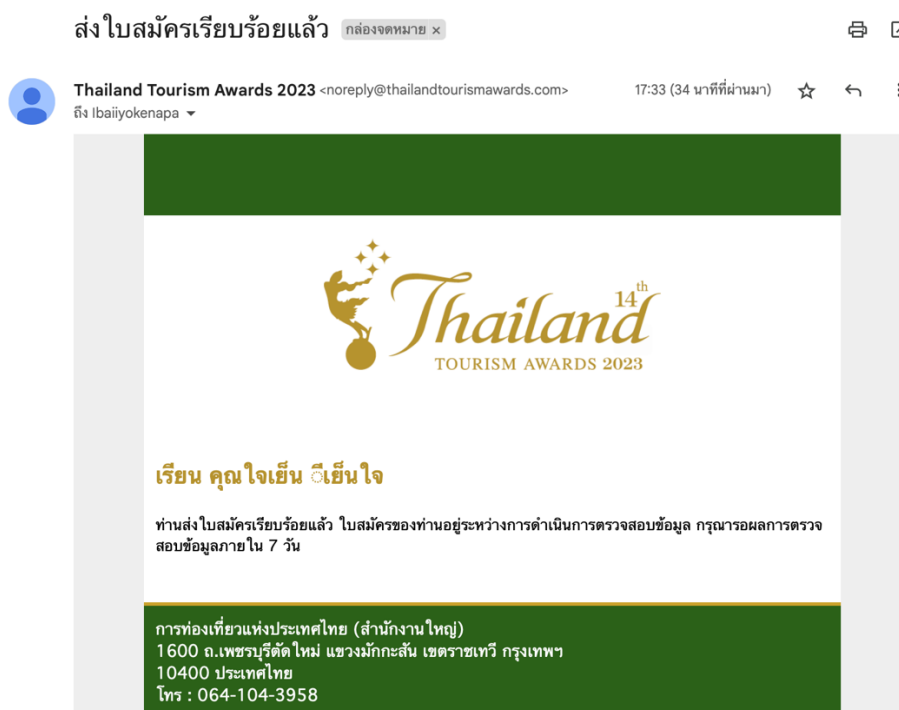 ส่งใบสมัครเรียบร้อยแล้ว กล่องจดหมาย ×
Thailand Tourism Awards 2023 <noreply@thailandtourismawards.com> 17:33 (34 นาทีที่ผ่านมา)
ถึง Ibaiiyokenapa
Thailand 14th
TOURISM AWARDS 2023
เรียน คุณใจเย็น ีเย็นใจ
ท่านส่งใบสมัครเรียบร้อยแล้ว ใบสมัครของท่านอยู่ระหว่างการดำเนินการตรวจสอบข้อมูล กรุณารอผลการตรวจ
สอบข้อมูลภายใน 7 วัน
การท่องเที่ยวแห่งประเทศไทย (สำนักงานใหญ่)
1600 ถ.เพชรบุรีตัดใหม่ แขวงมักกะสัน เขตราชเทวี กรุงเทพฯ
10400 ประเทศไทย
โทร : 064-104-3958